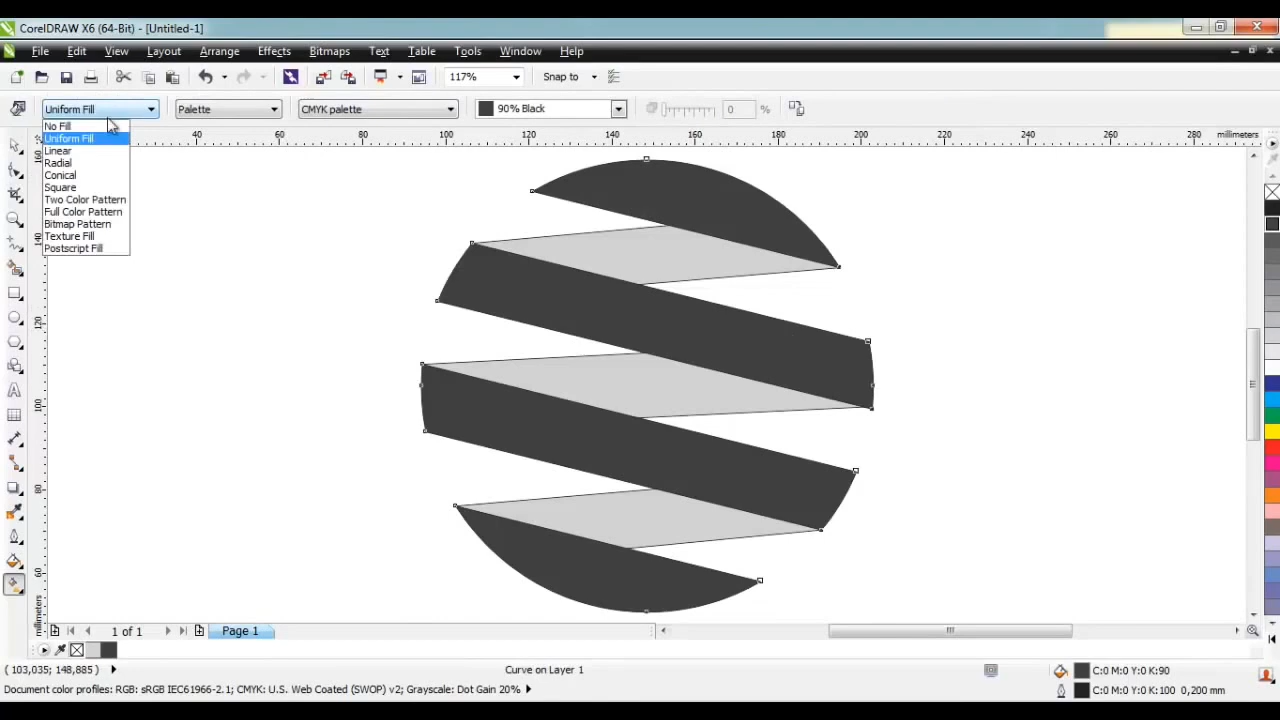 CorelDRAW X6 (64-Bit) - [Untitled-1]
File Edit View Layout Arrange Effects Bitmaps Text Table Tools Window Help
117% Snap to
Uniform Fill Palette CMYK palette 90% Black 0 %
No Fill
Uniform Fill
Linear
Radial
Conical
Square
Two Color Pattern
Full Color Pattern
Bitmap Pattern
Texture Fill
Postscript Fill
40 60 80 100 120 140 160 180 200 220 240 260 280 millimeters
160
140
120
100
80
60
millimeters
1 of 1 Page 1
( 103,035; 148,885 ) Curve on Layer 1 C:0 M:0 Y:0 K:90
Document color profiles: RGB: sRGB IEC61966-2.1; CMYK: U.S. Web Coated (SWOP) v2; Grayscale: Dot Gain 20% C:0 M:0 Y:0 K:100 0,200 mm